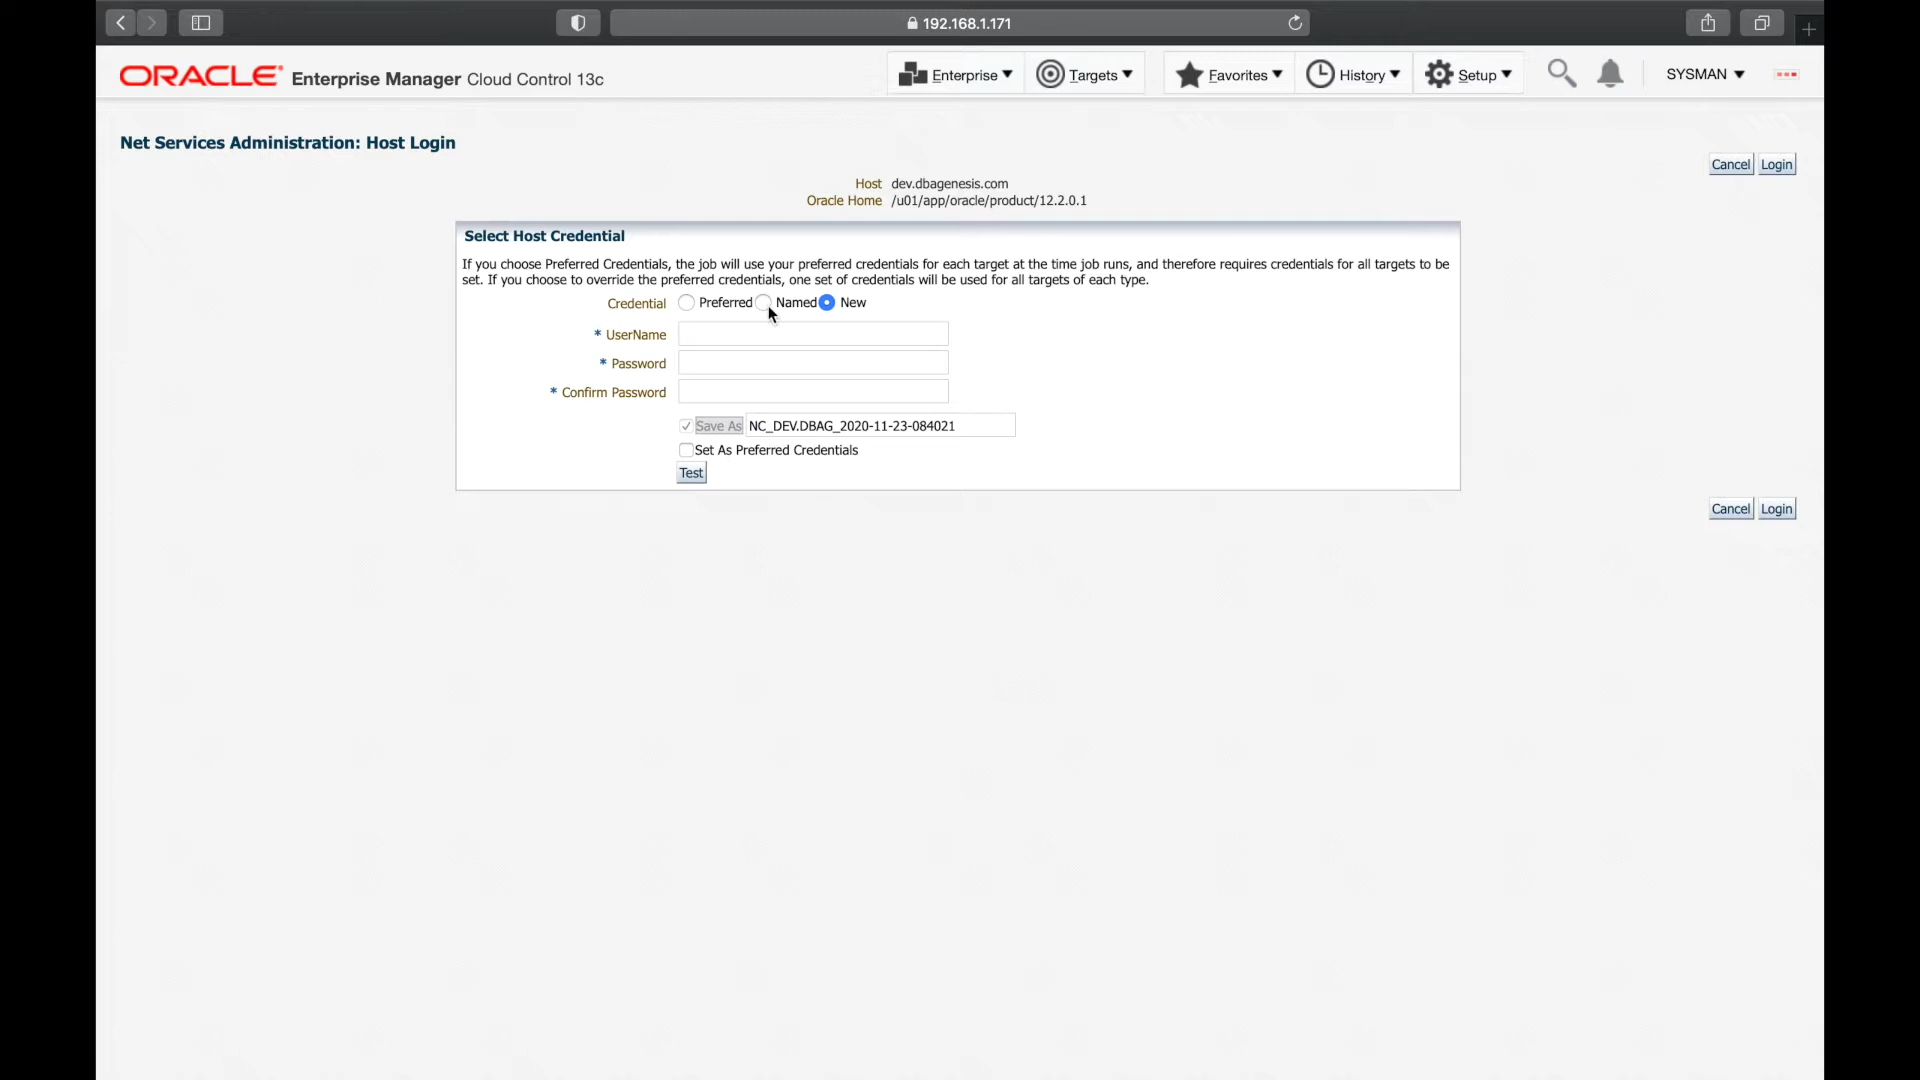 192.168.1.171
ORACLE Enterprise Manager Cloud Control 13c
Enterprise Targets Favorites History Setup SYSMAN
Net Services Administration: Host Login
Cancel Login
Host dev.dbagenesis.com
Oracle Home /u01/app/oracle/product/12.2.0.1
Select Host Credential
If you choose Preferred Credentials, the job will use your preferred credentials for each target at the time job runs, and therefore requires credentials for all targets to be
set. If you choose to override the preferred credentials, one set of credentials will be used for all targets of each type.
Credential Preferred Named New
* UserName
* Password
* Confirm Password
Save As NC_DEV.DBAG_2020-11-23-084021
Set As Preferred Credentials
Test
Cancel Login